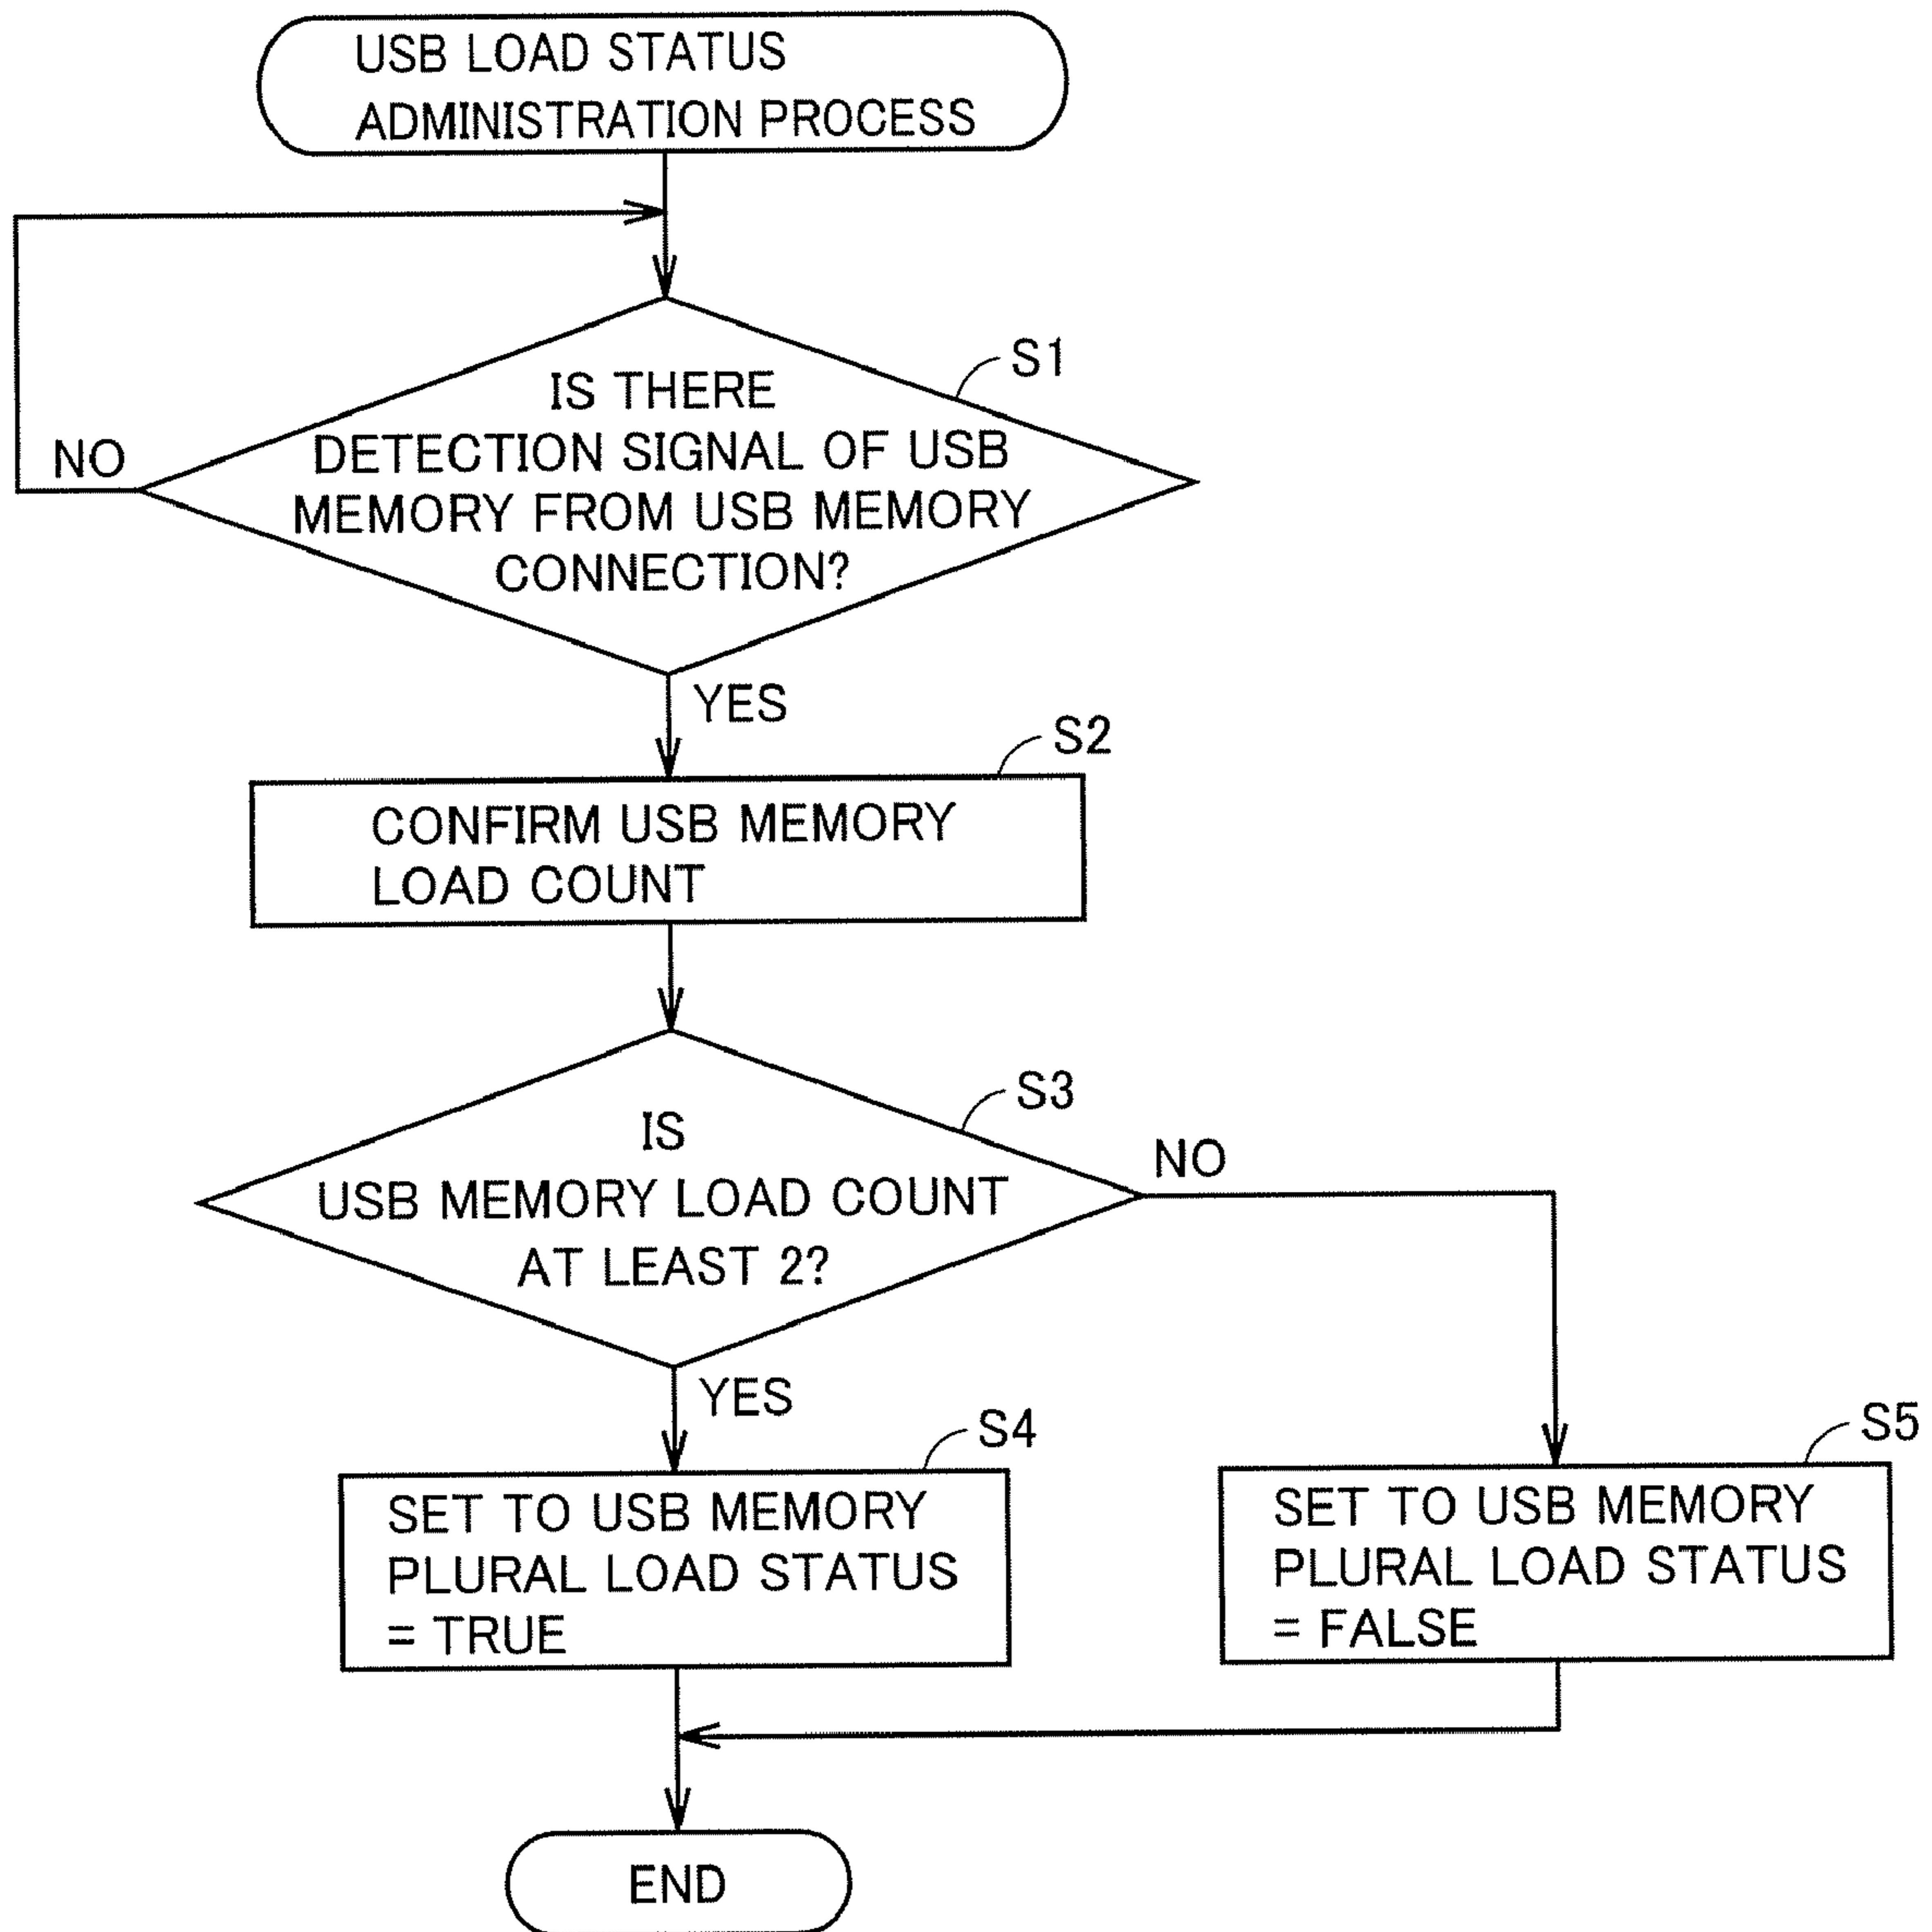 USB LOAD STATUS
ADMINISTRATION PROCESS
S1
IS THERE
DETECTION SIGNAL OF USB
MEMORY FROM USB MEMORY
CONNECTION?
NO
YES
S2
CONFIRM USB MEMORY
LOAD COUNT
S3
IS
USB MEMORY LOAD COUNT
AT LEAST 2?
NO
YES
S4
SET TO USB MEMORY
PLURAL LOAD STATUS
= TRUE
S5
SET TO USB MEMORY
PLURAL LOAD STATUS
= FALSE
END